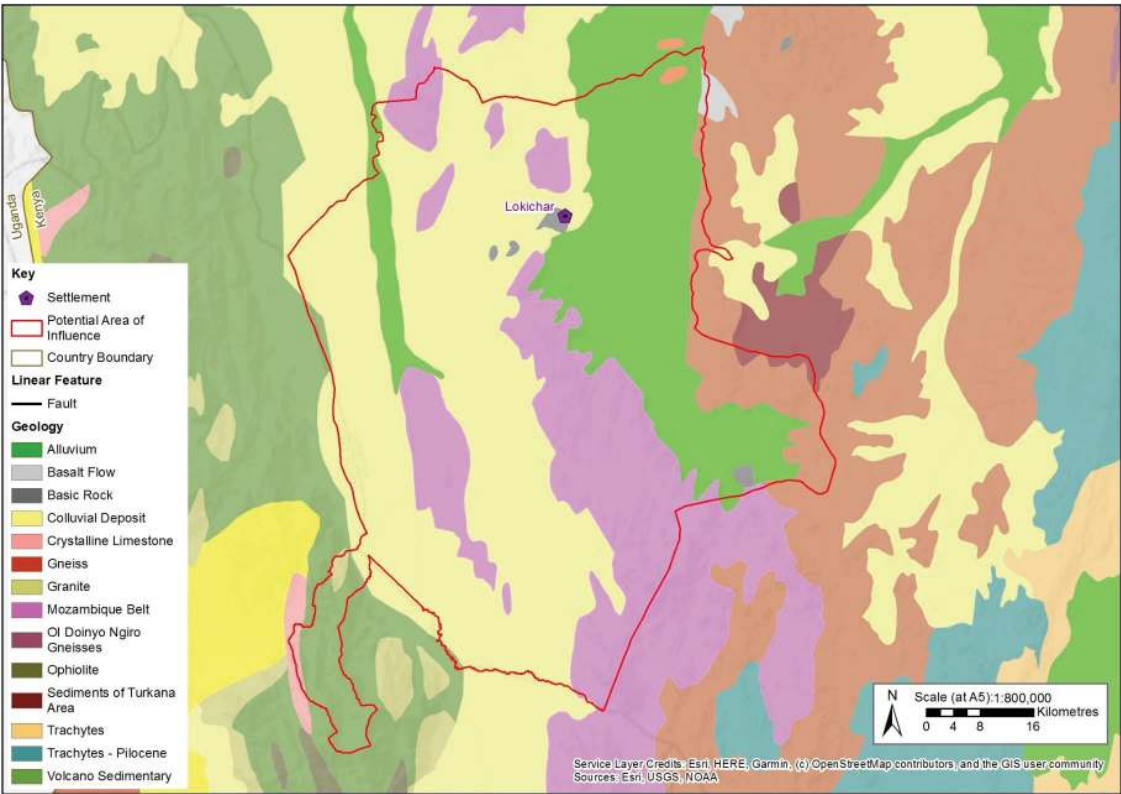 Uganda
Kenya
Lokichar
Key
Settlement
Potential Area of
Influence
Country Boundary
Linear Feature
Fault
Geology
Alluvium
Basalt Flow
Basic Rock
Colluvial Deposit
Crystalline Limestone
Gneiss
Granite
Mozambique Belt
Ol Doinyo Ngiro
Gneisses
Ophiolite
Sediments of Turkana
Area
Trachytes
Trachytes - Pilocene
Volcano Sedimentary
N
Scale (at A5):1:800,000
Kilometres
0 4 8 16
Service Layer Credits: Esri, HERE, Garmin, (c) OpenStreetMap contributors, and the GIS user community
Sources: Esri, USGS, NOAA